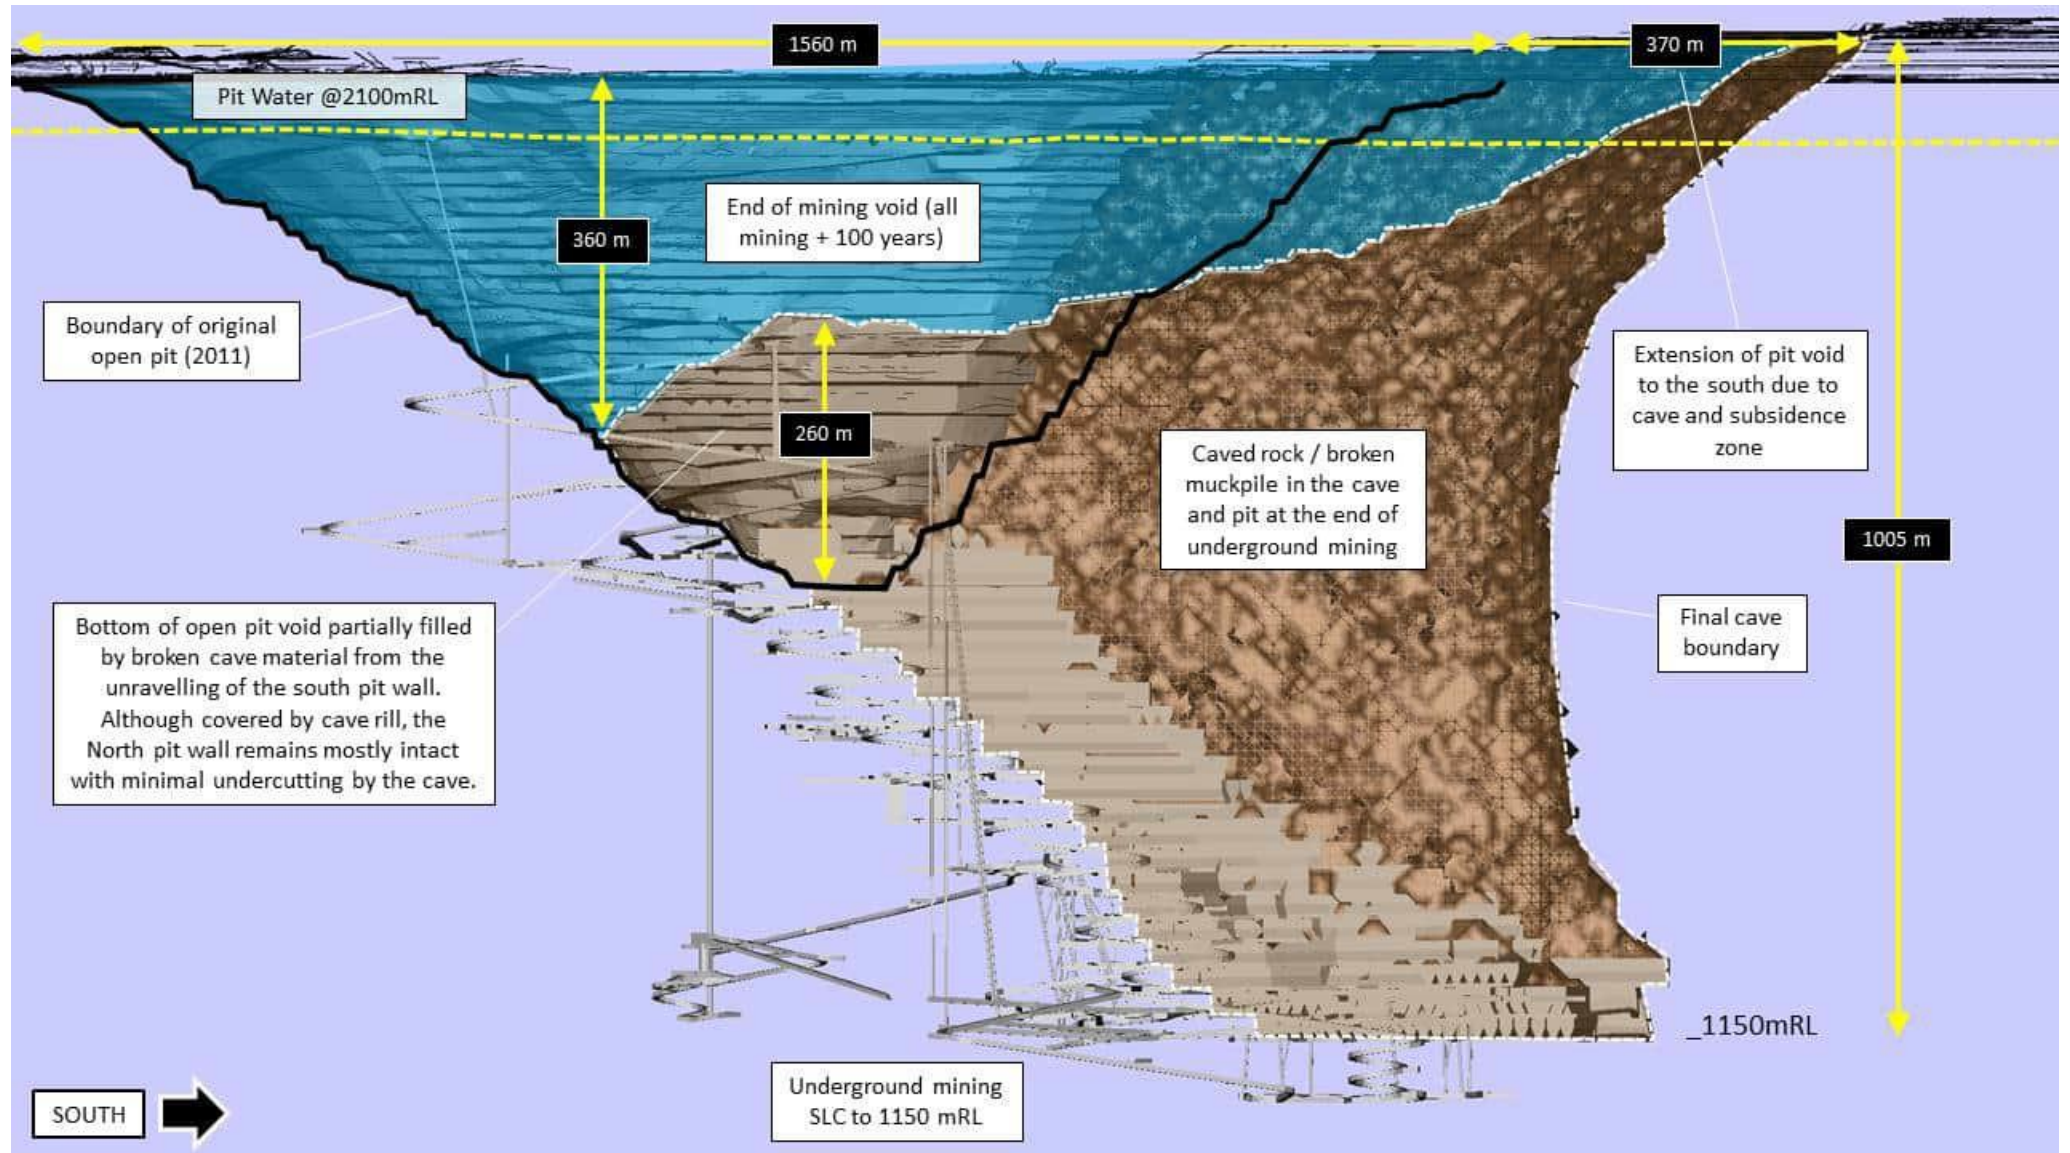 1560 m
370 m
Pit Water @2100mRL
End of mining void (all
mining + 100 years)
360 m
Boundary of original
open pit (2011)
Extension of pit void
to the south due to
cave and subsidence
zone
260 m
Caved rock / broken
muckpile in the cave
and pit at the end of
underground mining
1005 m
Bottom of open pit void partially filled
by broken cave material from the
unravelling of the south pit wall.
Although covered by cave rill, the
North pit wall remains mostly intact
with minimal undercutting by the cave.
Final cave
boundary
_1150mRL
Underground mining
SLC to 1150 mRL
SOUTH